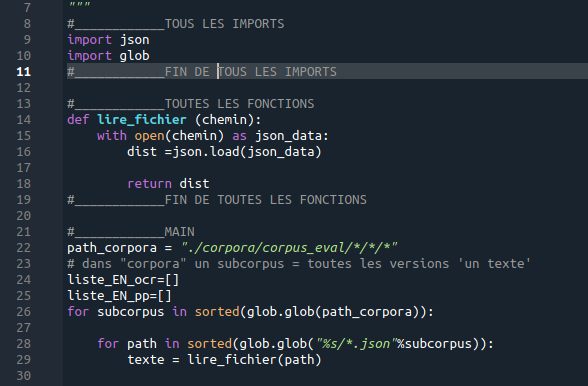 7 """
8 #____________TOUS LES IMPORTS
9 import json
10 import glob
11 #____________FIN DE TOUS LES IMPORTS
12
13 #____________TOUTES LES FONCTIONS
14 def lire_fichier (chemin):
15     with open(chemin) as json_data:
16         dist =json.load(json_data)
17
18         return dist
19 #____________FIN DE TOUTES LES FONCTIONS
20
21 #____________MAIN
22 path_corpora = "./corpora/corpus_eval/*/*/*"
23 # dans "corpora" un subcorpus = toutes les versions 'un texte'
24 liste_EN_ocr=[]
25 liste_EN_pp=[]
26 for subcorpus in sorted(glob.glob(path_corpora)):
27
28     for path in sorted(glob.glob("%s/*.json"%subcorpus)):
29         texte = lire_fichier(path)
30